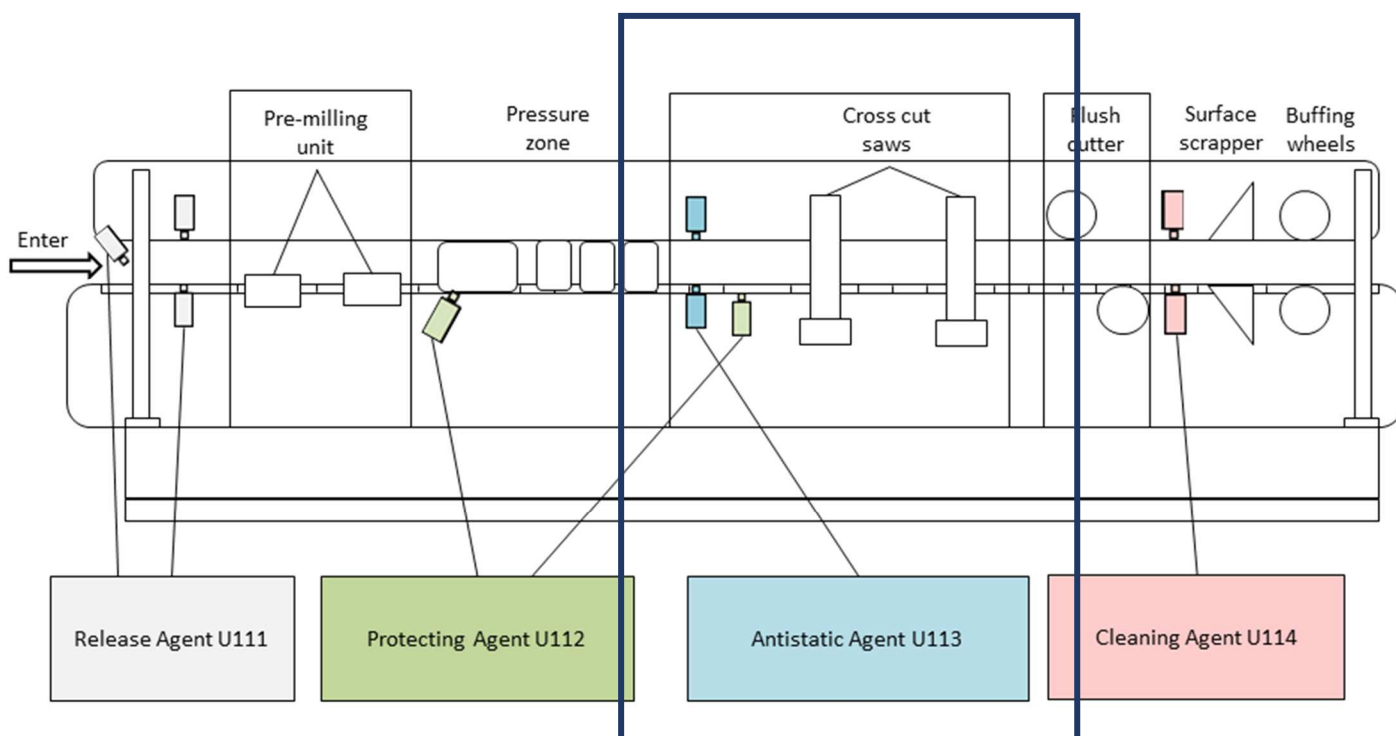 Pre-milling
unit
Pressure
zone
Cross cut
saws
Flush
cutter
Surface
scrapper
Buffing
wheels
Enter
Release Agent U111
Protecting Agent U112
Antistatic Agent U113
Cleaning Agent U114